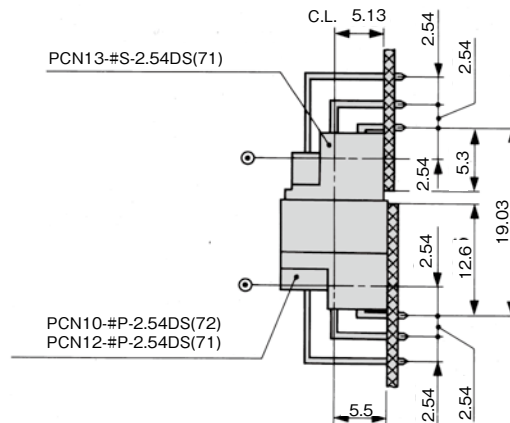 C.L.
5.13
2.54
2.54
PCN13-#S-2.54DS(71)
5.3
2.54
19.03
2.54
12.6
PCN10-#P-2.54DS(72)
PCN12-#P-2.54DS(71)
5.5
2.54
2.54